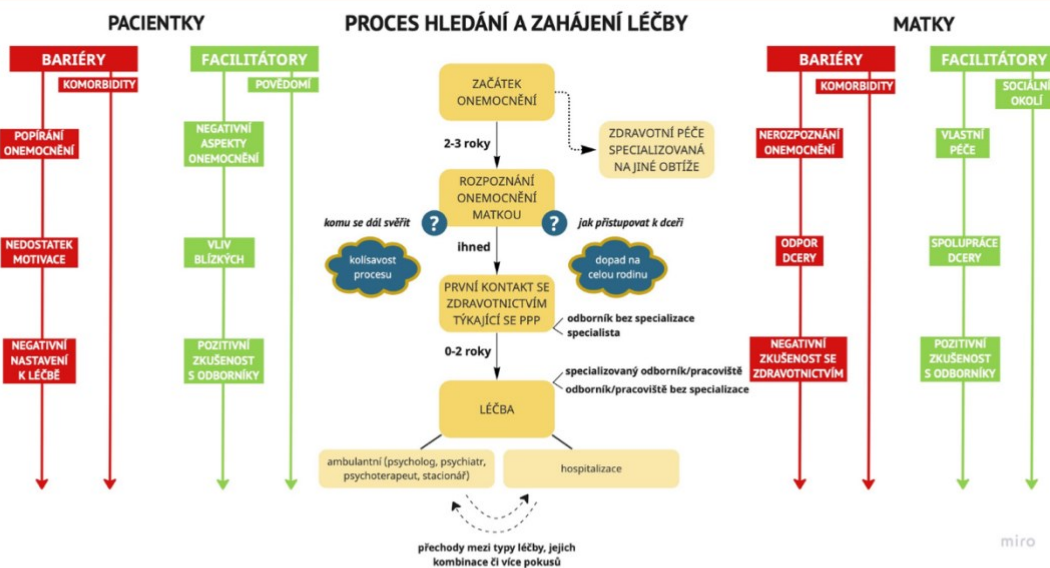 PACIENTKY
BARIÉRY
KOMORBIDITY
POPÍRÁNÍ
ONEMOCNĚNÍ
NEDOSTATEK
MOTIVACE
NEGATIVNÍ
NASTAVENÍ
K LÉČBĚ
FACILITÁTORY
POVĚDOMÍ
NEGATIVNÍ
ASPEKTY
ONEMOCNĚNÍ
VLIV
BLÍZKÝCH
POZITIVNÍ
ZKUŠENOST
S ODBORNÍKY
PROCES HLEDÁNÍ A ZAHÁJENÍ LÉČBY
ZAČÁTEK
ONEMOCNĚNÍ
2-3 roky
ZDRAVOTNÍ PÉČE
SPECIALIZOVANÁ
NA JINÉ OBTÍŽE
ROZPOZNÁNÍ
ONEMOCNĚNÍ
MATKOU
komu se dál svěřit
?
?
jak přistupovat k dceři
ihned
kolísavost
procesu
dopad na
celou rodinu
PRVNÍ KONTAKT SE
ZDRAVOTNICTVÍM
TÝKAJÍCÍ SE PPP
odborník bez specializace
specialista
0-2 roky
specializovaný odborník/pracoviště
odborník/pracoviště bez specializace
LÉČBA
ambulantní (psycholog, psychiatr,
psychoterapeut, stacionář)
hospitalizace
přechody mezi typy léčby, jejich
kombinace či více pokusů
MATKY
BARIÉRY
KOMORBIDITY
NEROZPOZNÁNÍ
ONEMOCNĚNÍ
ODPOR
DCERY
NEGATIVNÍ
ZKUŠENOST SE
ZDRAVOTNICTVÍM
FACILITÁTORY
SOCIÁLNÍ
OKOLÍ
VLASTNÍ
PÉČE
SPOLUPRÁCE
DCERY
POZITIVNÍ
ZKUŠENOST
S ODBORNÍKY
miro